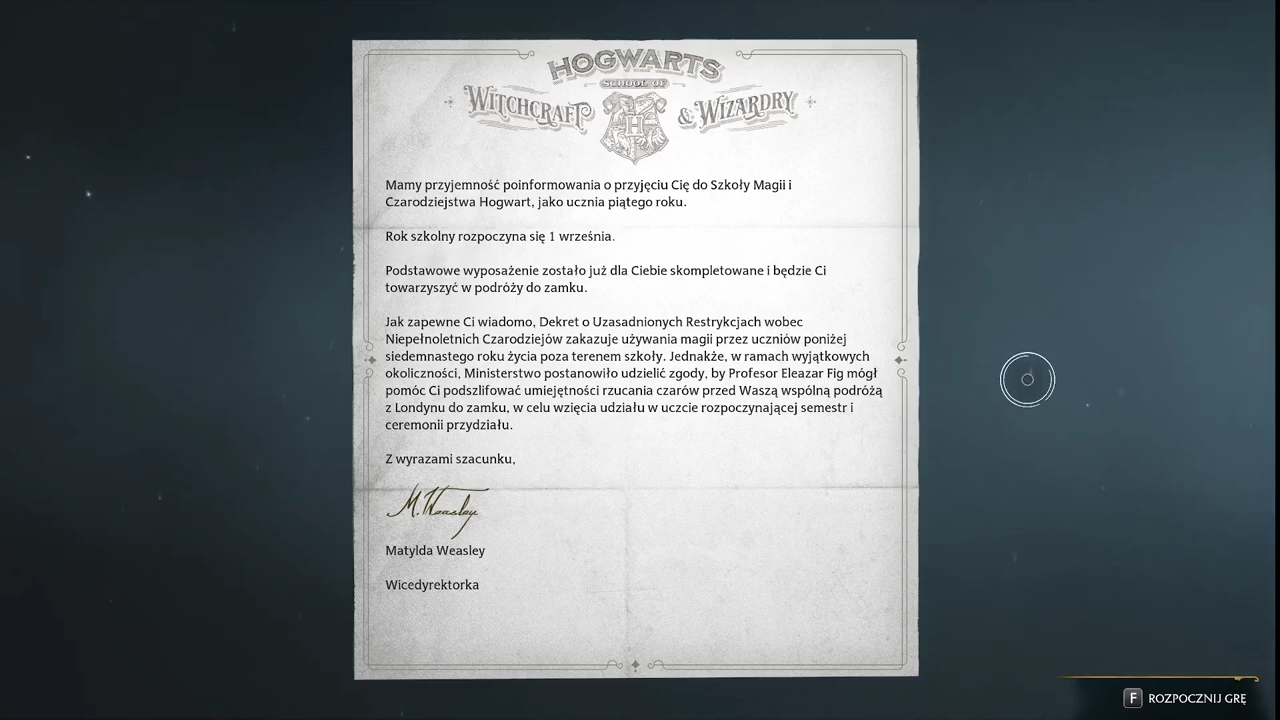 HOGWARTS
SCHOOL OF
WITCHCRAFT & WIZARDRY
H
Mamy przyjemność poinformowania o przyjęciu Cię do Szkoły Magii i
Czarodziejstwa Hogwart, jako ucznia piątego roku.
Rok szkolny rozpoczyna się 1 września.
Podstawowe wyposażenie zostało już dla Ciebie skompletowane i będzie Ci
towarzyszyć w podróży do zamku.
Jak zapewne Ci wiadomo, Dekret o Uzasadnionych Restrykcjach wobec
Niepełnoletnich Czarodziejów zakazuje używania magii przez uczniów poniżej
siedemnastego roku życia poza terenem szkoły. Jednakże, w ramach wyjątkowych
okoliczności, Ministerstwo postanowiło udzielić zgody, by Profesor Eleazar Fig mógł
pomóc Ci podszlifować umiejętności rzucania czarów przed Waszą wspólną podróżą
z Londynu do zamku, w celu wzięcia udziału w uczcie rozpoczynającej semestr i
ceremonii przydziału.
Z wyrazami szacunku,
M. Weasley
Matylda Weasley
Wicedyrektorka
F ROZPOCZNIJ GRĘ